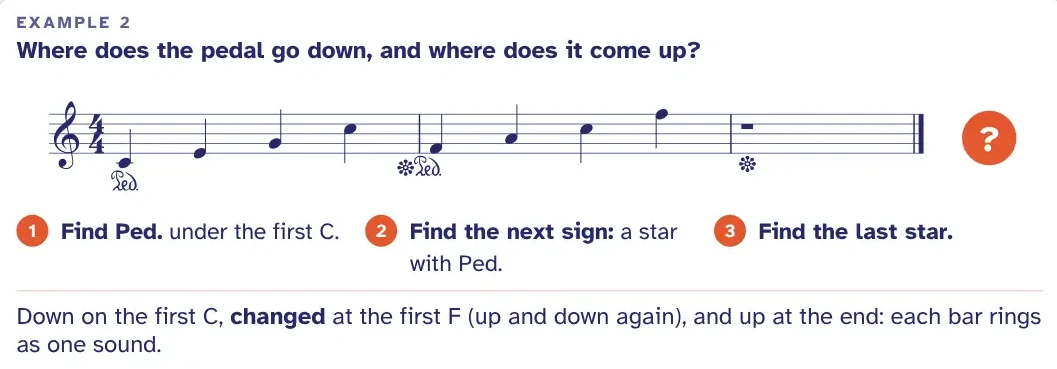 EXAMPLE 2
Where does the pedal go down, and where does it come up?
4
4
Ped.
Ped.
?
1 Find Ped. under the first C.
2 Find the next sign: a star
with Ped.
3 Find the last star.
Down on the first C, changed at the first F (up and down again), and up at the end: each bar rings
as one sound.